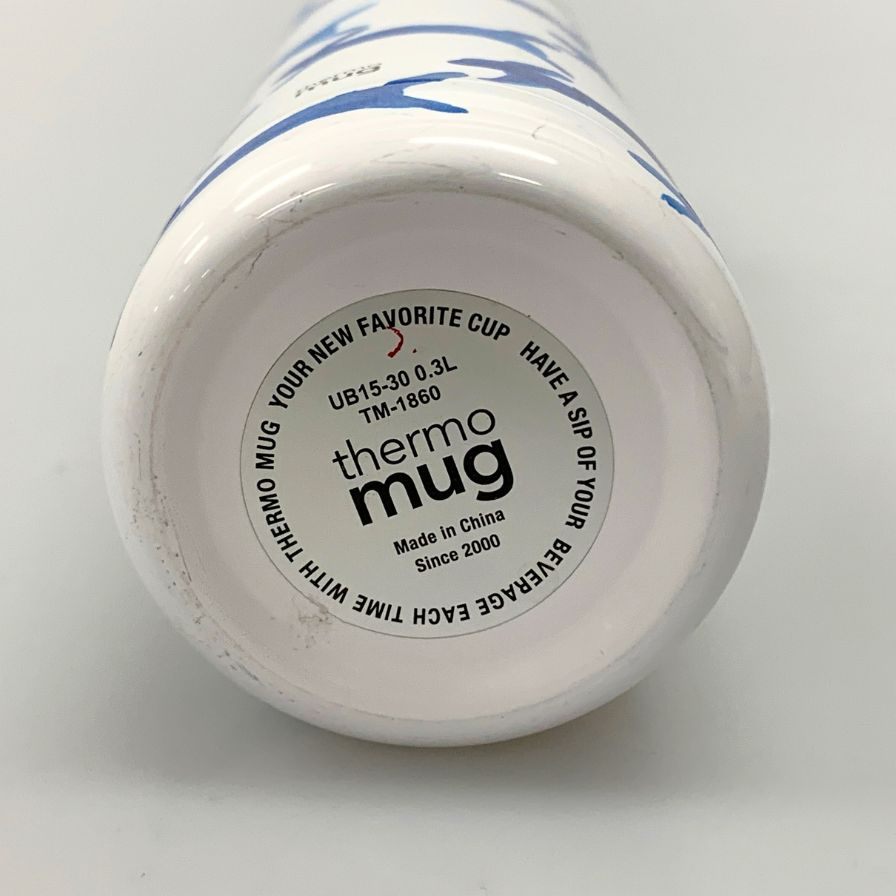 mug
YOUR NEW FAVORITE CUP
HAVE A SIP OF YOUR BEVERAGE EACH TIME WITH THERMO MUG
UB15-30 0.3L
TM-1860
thermo
mug
Made in China
Since 2000